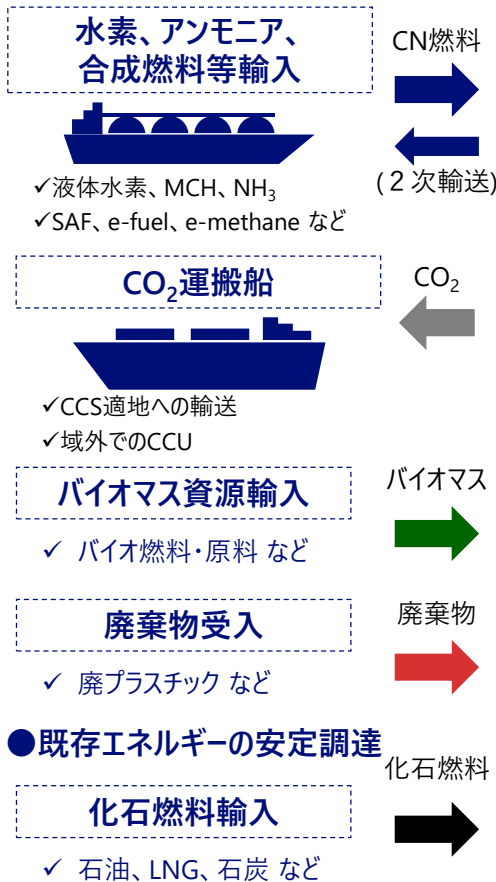 水素、アンモニア、
合成燃料等輸入
CN燃料
(２次輸送)
✓液体水素、MCH、NH₃
✓SAF、e-fuel、e-methane など
CO₂運搬船
CO₂
✓CCS適地への輸送
✓域外でのCCU
バイオマス資源輸入
バイオマス
✓ バイオ燃料・原料 など
廃棄物受入
廃棄物
✓ 廃プラスチック など
●既存エネルギーの安定調達
化石燃料輸入
化石燃料
✓ 石油、LNG、石炭 など